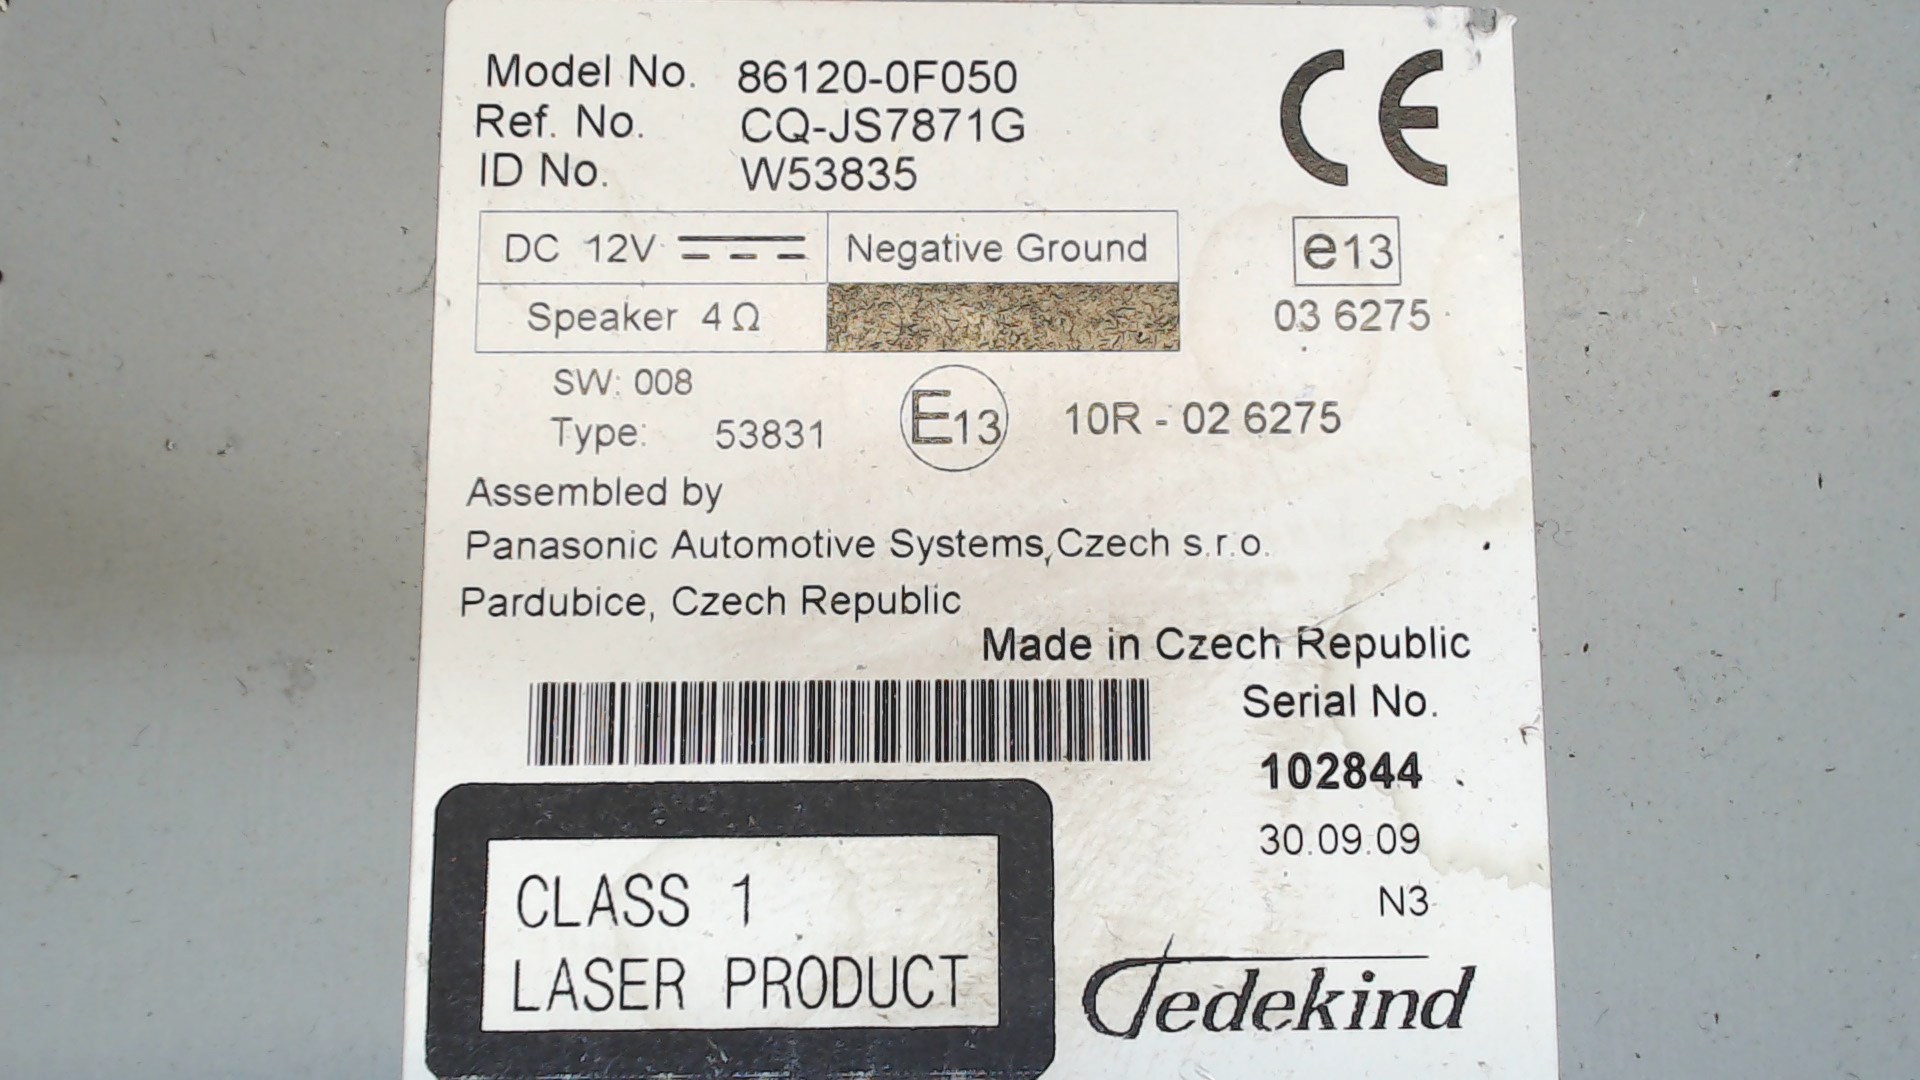 Model No. 86120-0F050
Ref. No. CQ-JS7871G
ID No. W53835
CE
DC 12V
Negative Ground
e13
Speaker 4Ω
03 6275
SW: 008
Type: 53831
E13
10R - 02 6275
Assembled by
Panasonic Automotive Systems,Czech s.r.o.
Pardubice, Czech Republic
Made in Czech Republic
Serial No.
102844
30.09.09
N3
CLASS 1
LASER PRODUCT
Jedekind